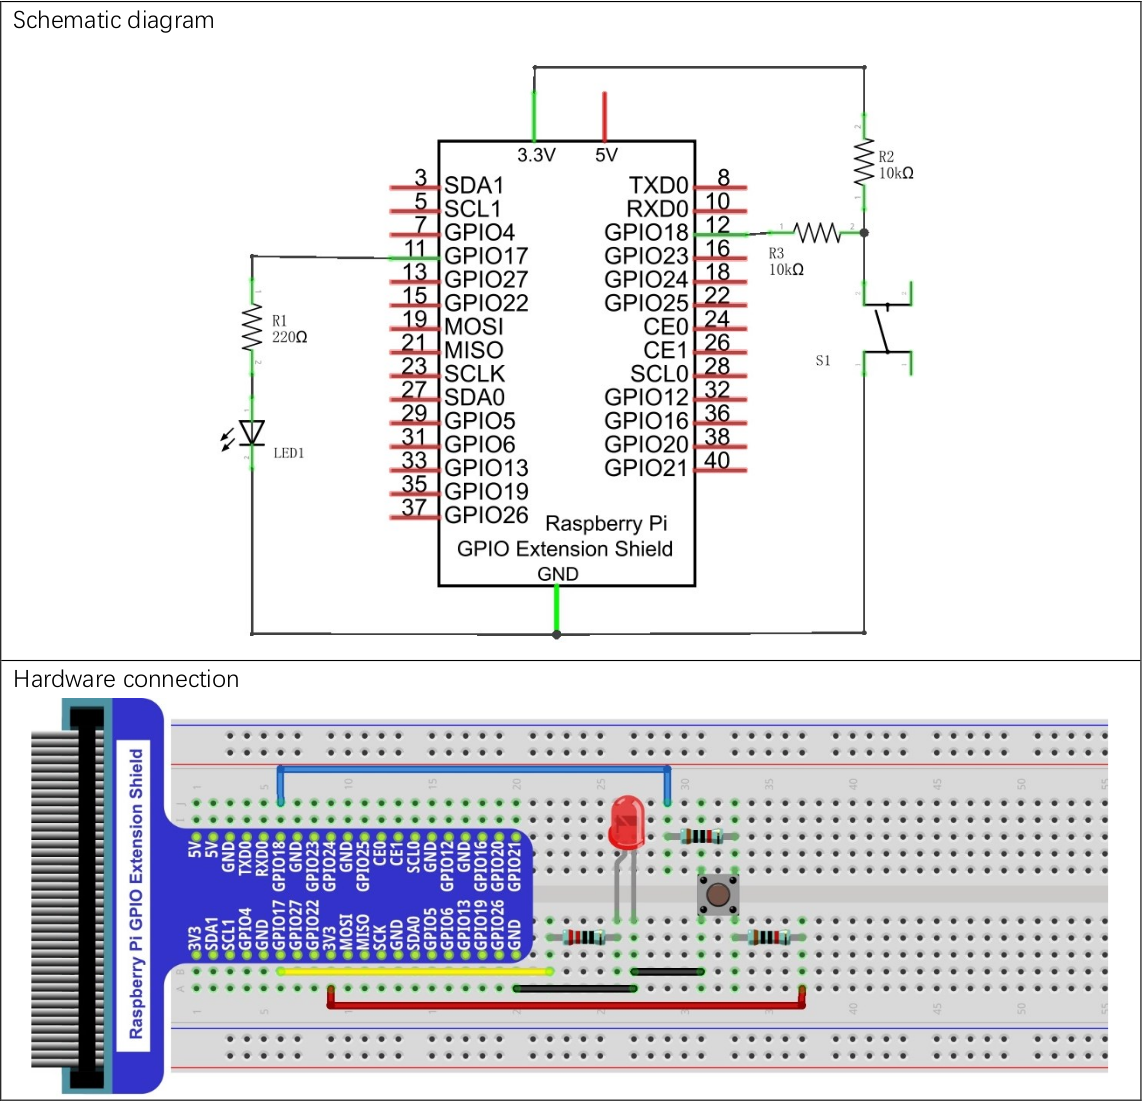 Schematic diagram
3.3V 5V
3 SDA1 TXD0 8
5 SCL1 RXD0 10
7 GPIO4 GPIO18 12
11 GPIO17 GPIO23 16
13 GPIO27 GPIO24 18
15 GPIO22 GPIO25 22
19 MOSI CE0 24
21 MISO CE1 26
23 SCLK SCL0 28
27 SDA0 GPIO12 32
29 GPIO5 GPIO16 36
31 GPIO6 GPIO20 38
33 GPIO13 GPIO21 40
35 GPIO19
37 GPIO26
Raspberry Pi
GPIO Extension Shield
GND
R1
220Ω
LED1
R2
10kΩ
R3
10kΩ
S1
Hardware connection
Raspberry Pi GPIO Extension Shield
5V
5V
GND
TXD0
RXD0
GPIO18
GND
GPIO23
GPIO24
GND
GPIO25
CE0
CE1
SCL0
GND
GPIO12
GND
GPIO16
GPIO20
GPIO21
3V3
SDA1
SCL1
GPIO4
GND
GPIO17
GPIO27
GPIO22
3V3
MOSI
MISO
SCK
GND
SDA0
GPIO5
GPIO6
GPIO13
GPIO19
GPIO26
GND
1 5 10 15 20 25 30 35 40 45 50 55
J
B
A
1 5 35 40 45 50 55